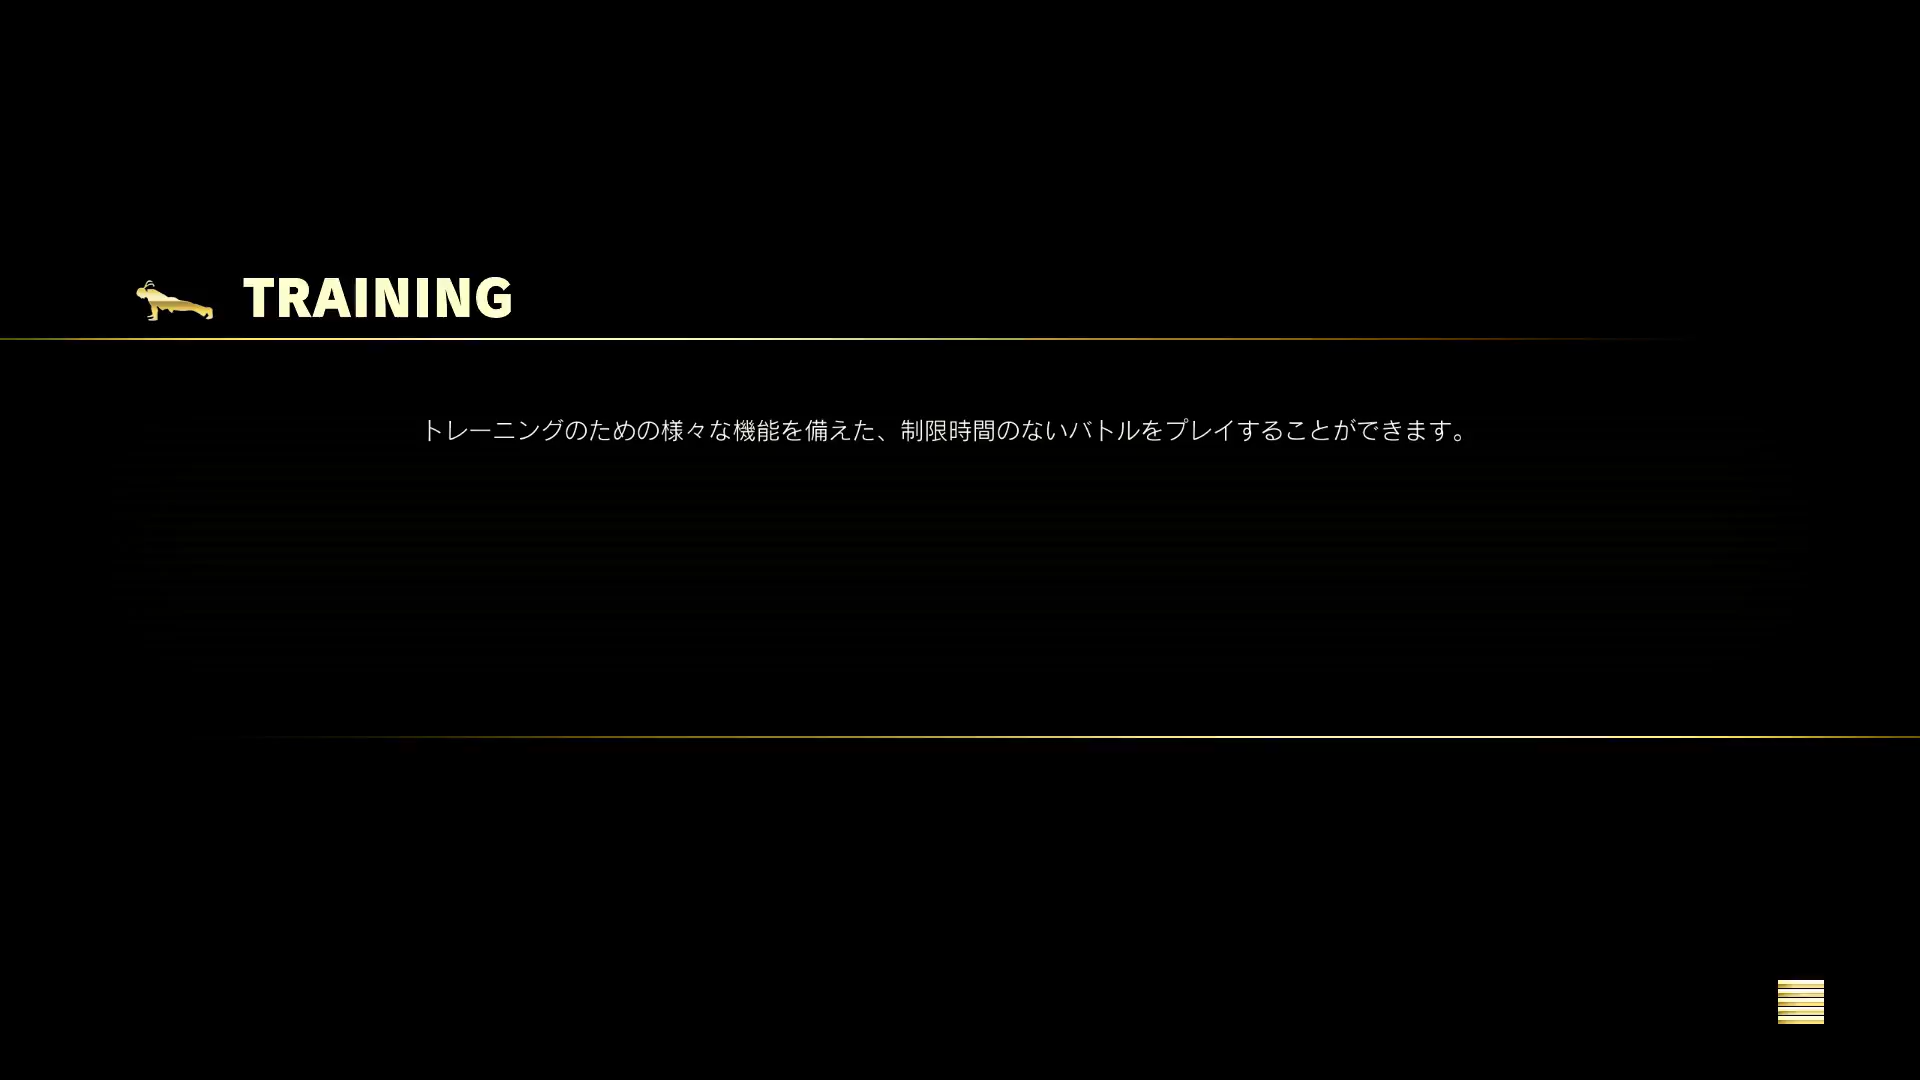 TRAINING
トレーニングのための様々な機能を備えた、制限時間のないバトルをプレイすることができます。